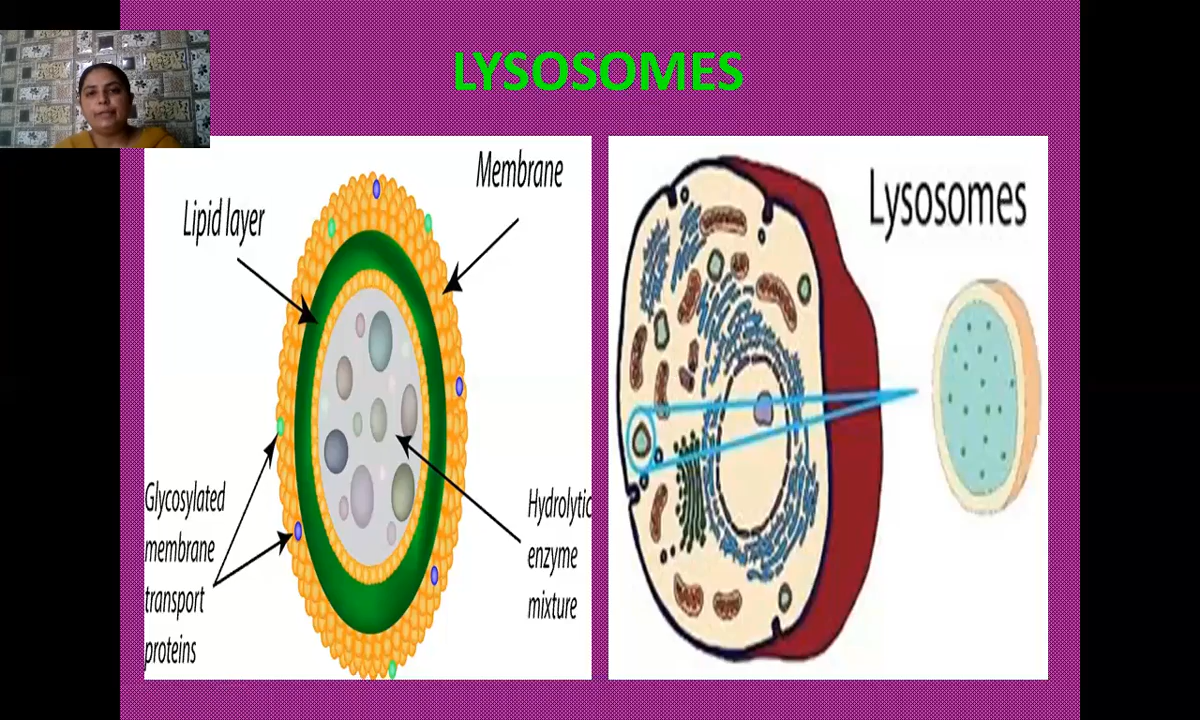 LYSOSOMES
Lipid layer
Membrane
Glycosylated
membrane
transport
proteins
Hydrolytic
enzyme
mixture
Lysosomes